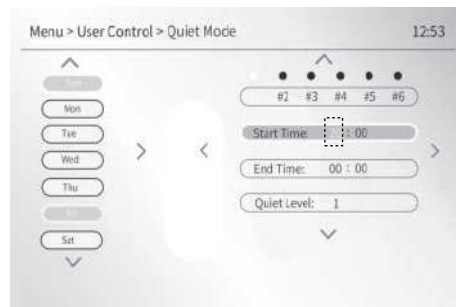 Menu > User Control > Quiet Mode 12:53
Mon
Tue
Wed
Thu
Sat
#2 #3 #4 #5 #6
Start Time: : 00
End Time: 00 : 00
Quiet Level: 1